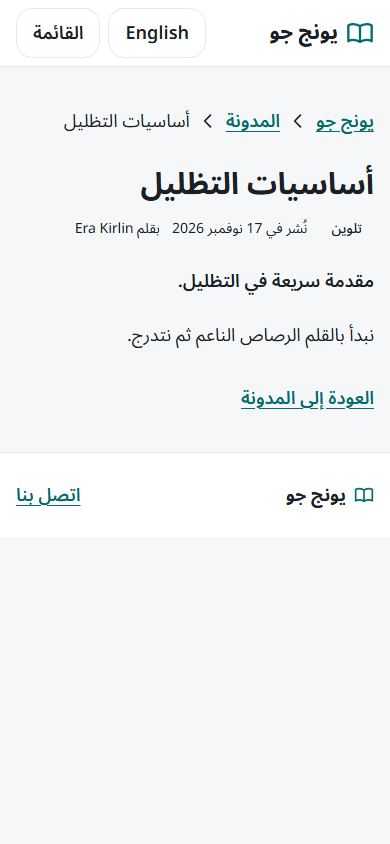 يونج جو
English
القائمة
يونج جو
المدونة
أساسيات التظليل
أساسيات التظليل
تلوين نُشر في 17 نوفمبر 2026 بقلم Era Kirlin
مقدمة سريعة في التظليل.
نبدأ بالقلم الرصاص الناعم ثم نتدرج.
العودة إلى المدونة
يونج جو
اتصل بنا